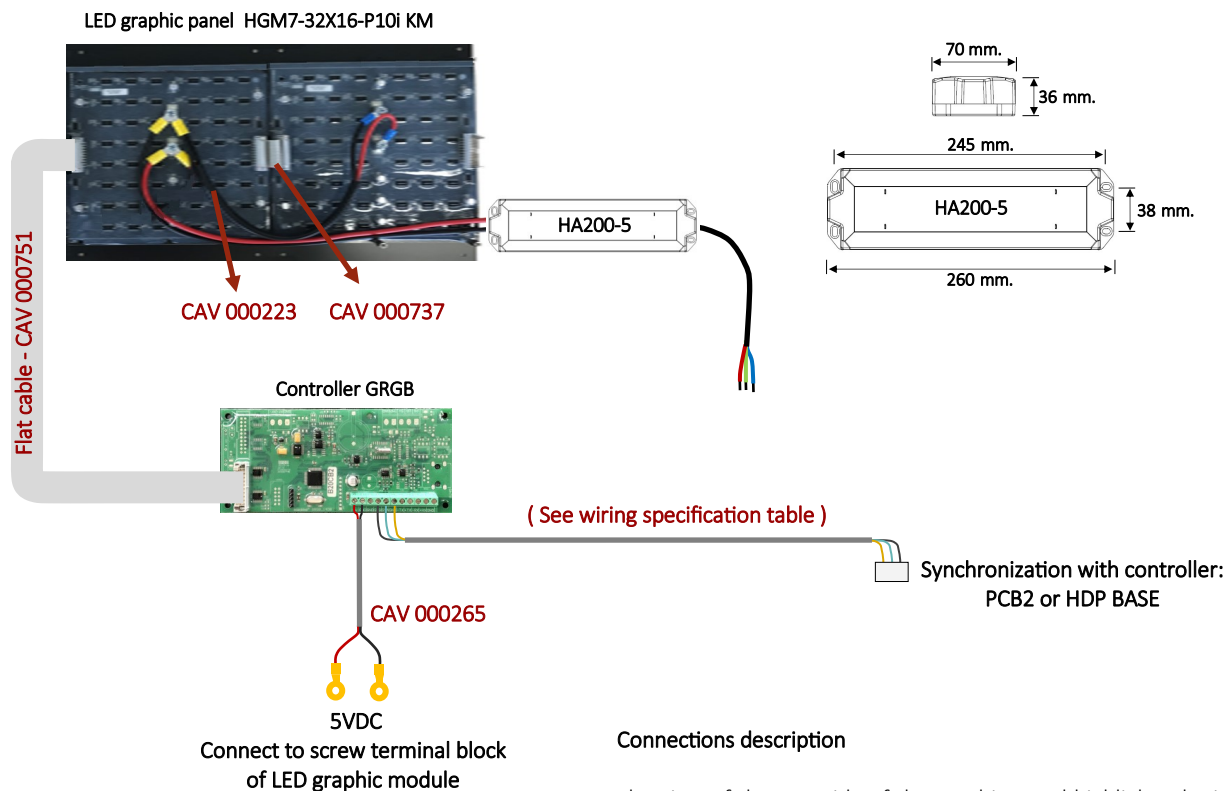 LED graphic panel HGM7-32X16-P10i KM
70 mm.
36 mm.
245 mm.
HA200-5
38 mm.
260 mm.
HA200-5
CAV 000223
CAV 000737
Flat cable - CAV 000751
Controller GRGB
( See wiring specification table )
Synchronization with controller:
PCB2 or HDP BASE
CAV 000265
5VDC
Connect to screw terminal block
of LED graphic module
Connections description